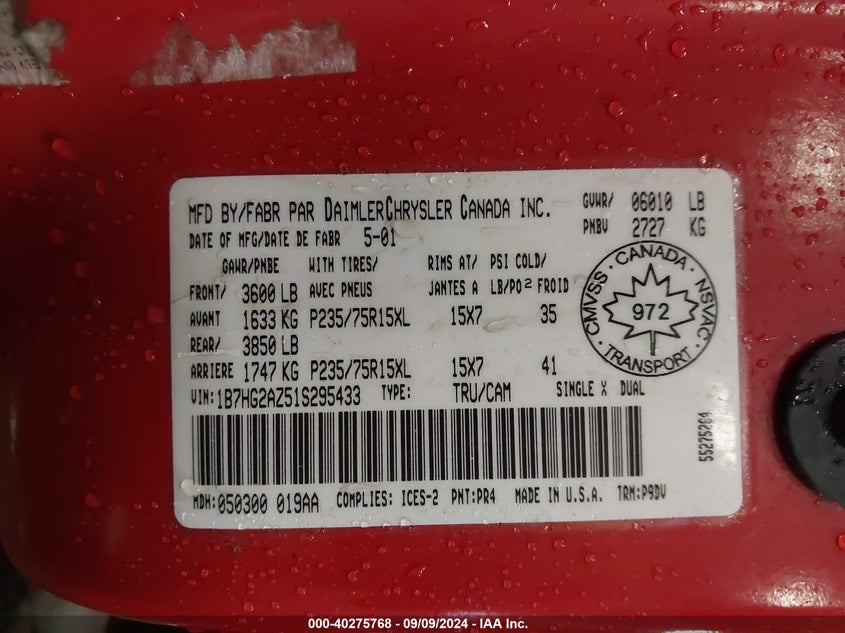 MFD BY/FABR PAR DAIMLERCHRYSLER CANADA INC.
GVWR/ 06010 LB
PNBV 2727 KG
DATE OF MFG/DATE DE FABR 5-01
GAWR/PNBE WITH TIRES/ RIMS AT/ PSI COLD/
FRONT/ 3600 LB AVEC PNEUS JANTES A LB/PO² FROID
AVANT 1633 KG P235/75R15XL 15X7 35
REAR/ 3850 LB
ARRIERE 1747 KG P235/75R15XL 15X7 41
CMVSS · CANADA · NSVAC · TRANSPORT ·
972
VIN:1B7HG2AZ51S295433 TYPE: TRU/CAM SINGLE X DUAL
55275264
MDH:050300 019AA COMPLIES: ICES-2 PNT:PR4 MADE IN U.S.A. TRM:P9DV
000-40275768 - 09/09/2024 - IAA Inc.